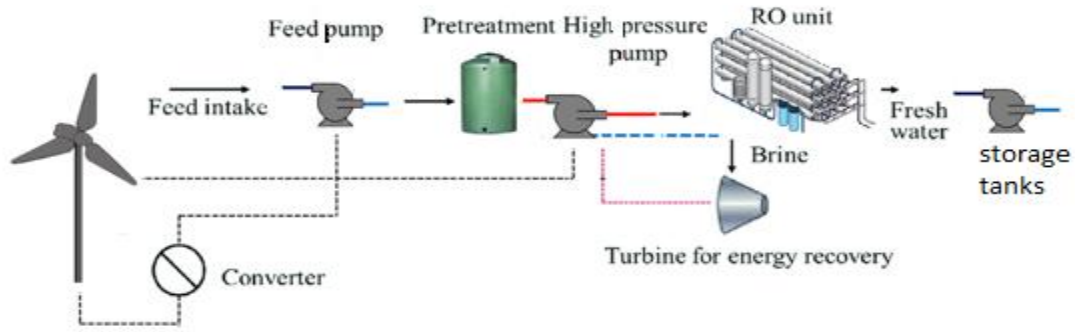 RO unit
Feed pump
Pretreatment High pressure
pump
Feed intake
Fresh
water
storage
tanks
Brine
Turbine for energy recovery
Converter